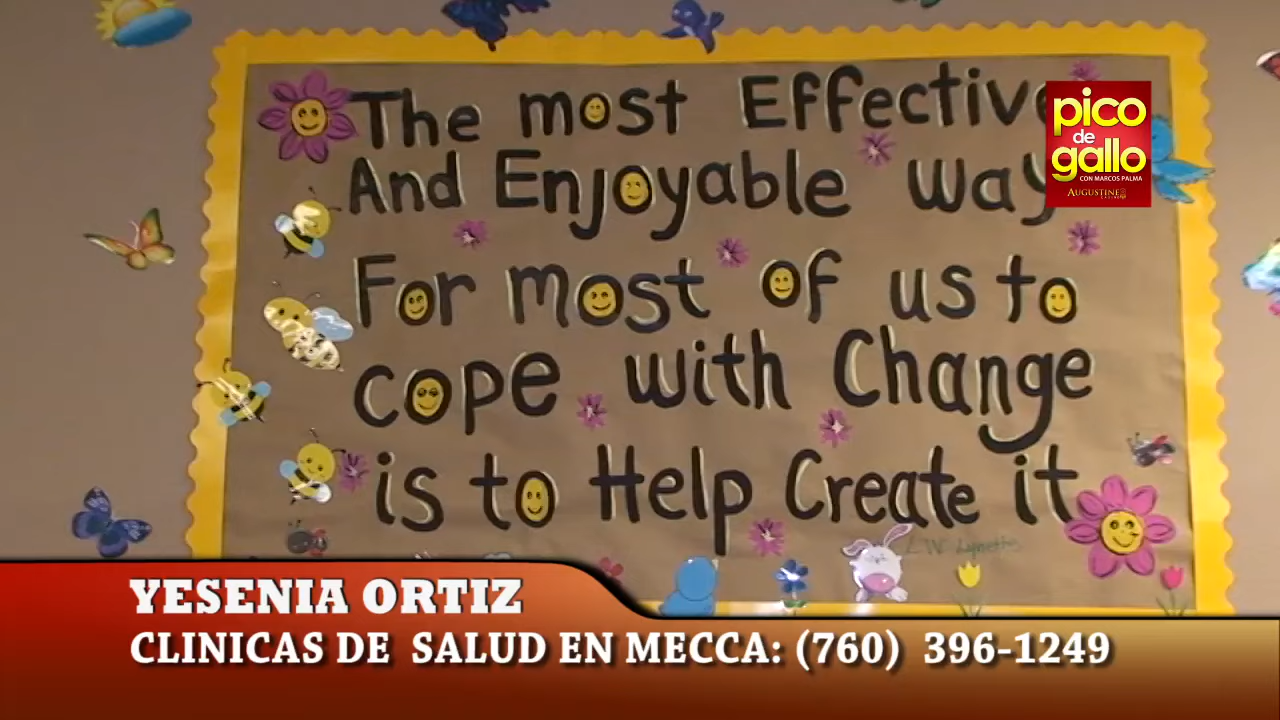 The most Effective
And Enjoyable way
For most of us to
cope with Change
is to Help Create it
L.W. Lynett
pico
de
gallo
CON MARCOS PALMA
AUGUSTINE
YESENIA ORTIZ
CLINICAS DE SALUD EN MECCA: (760) 396-1249